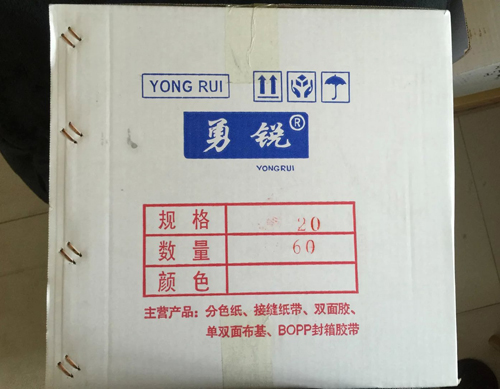 YONG RUI
勇锐®
YONGRUI
规格 20
数量 60
颜色
主营产品：分色纸、接缝纸带、双面胶、
单双面布基、BOPP封箱胶带